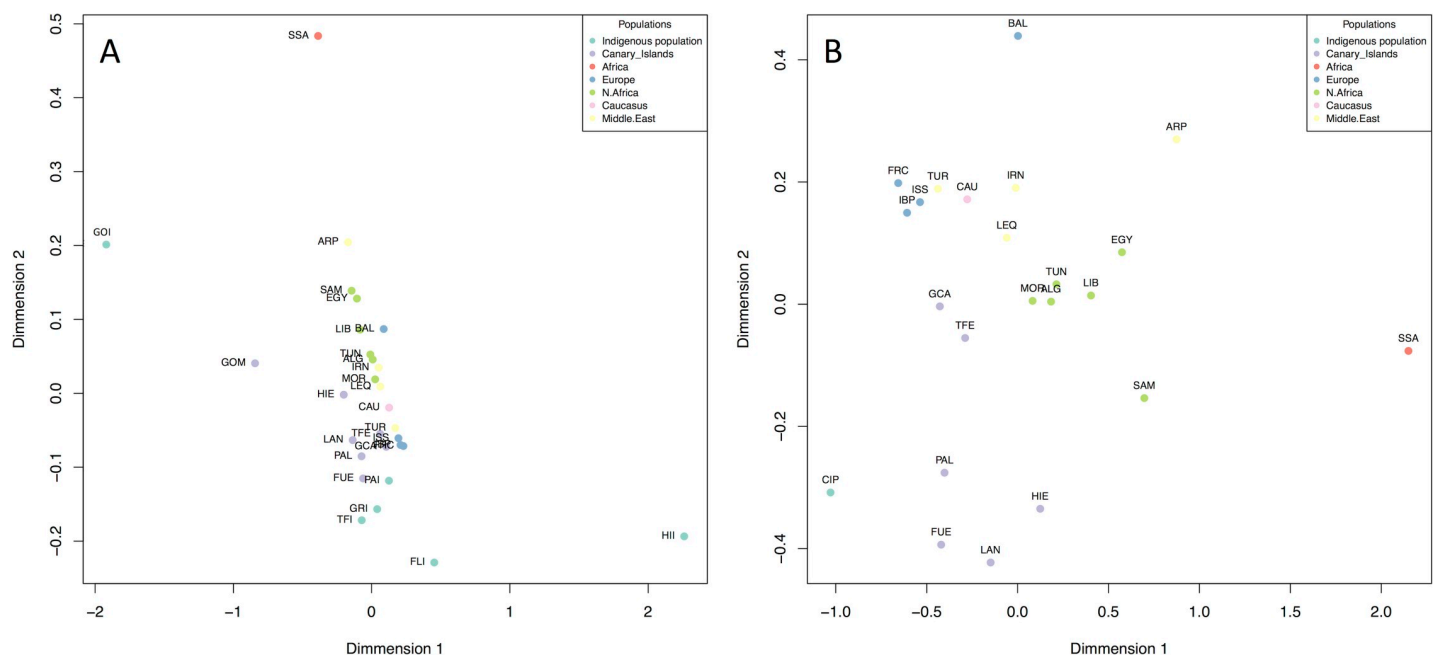 A
Populations
Indigenous population
Canary_Islands
Africa
Europe
N.Africa
Caucasus
Middle.East
SSA
GOI
ARP
SAM
EGY
LIB
BAL
TUN
ALG
IRN
GOM
MOR
LEQ
HIE
CAU
TUR
TFE
ISS
LAN
GCA
FRC
PAL
FUE
PAI
GRI
TFI
HII
FLI
0.5
0.4
0.3
0.2
0.1
0.0
−0.1
−0.2
−2
−1
0
1
2
Dimmension 1
Dimmension 2
B
Populations
Indigenous population
Canary_Islands
Africa
Europe
N.Africa
Caucasus
Middle.East
BAL
ARP
FRC
TUR
IRN
ISS
CAU
IBP
LEQ
EGY
TUN
GCA
MOR
ALG
LIB
TFE
SSA
SAM
PAL
CIP
HIE
FUE
LAN
0.4
0.2
0.0
−0.2
−0.4
−1.0
−0.5
0.0
0.5
1.0
1.5
2.0
Dimmension 1
Dimmension 2